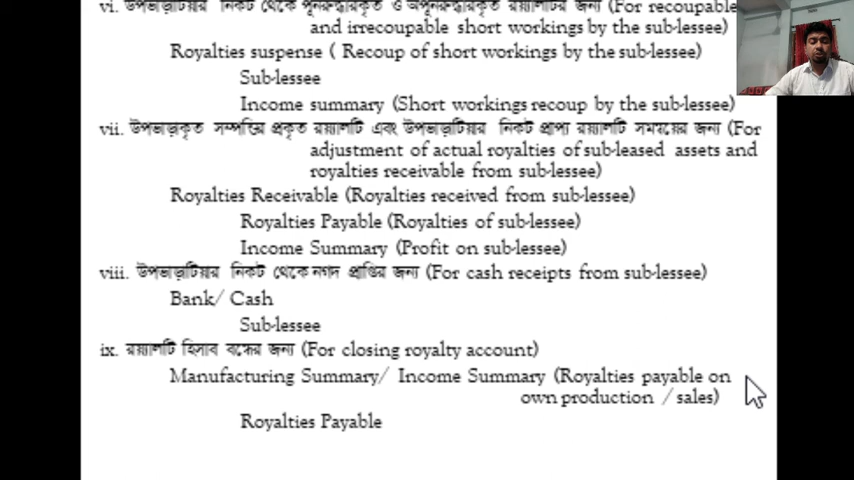 vi. উপভাড়াটিয়ার নিকট থেকে পূনরুদ্ধারকৃত ও অপূনরুদ্ধারকৃত রয়্যালটির জন্য (For recoupable
and irrecoupable short workings by the sub-lessee)
Royalties suspense ( Recoup of short workings by the sub-lessee)
Sub-lessee
Income summary (Short workings recoup by the sub-lessee)
vii. উপভাড়াকৃত সম্পত্তির প্রকৃত রয়্যালটি এবং উপভাড়াটিয়ার নিকট প্রাপ্য রয়্যালটি সমন্বয়ের জন্য (For
adjustment of actual royalties of sub-leased assets and
royalties receivable from sub-lessee)
Royalties Receivable (Royalties received from sub-lessee)
Royalties Payable (Royalties of sub-lessee)
Income Summary (Profit on sub-lessee)
viii. উপভাড়াটিয়ার নিকট থেকে নগদ প্রাপ্তির জন্য (For cash receipts from sub-lessee)
Bank/ Cash
Sub-lessee
ix. রয়্যালটি হিসাব বন্ধের জন্য (For closing royalty account)
Manufacturing Summary/ Income Summary (Royalties payable on
own production / sales)
Royalties Payable